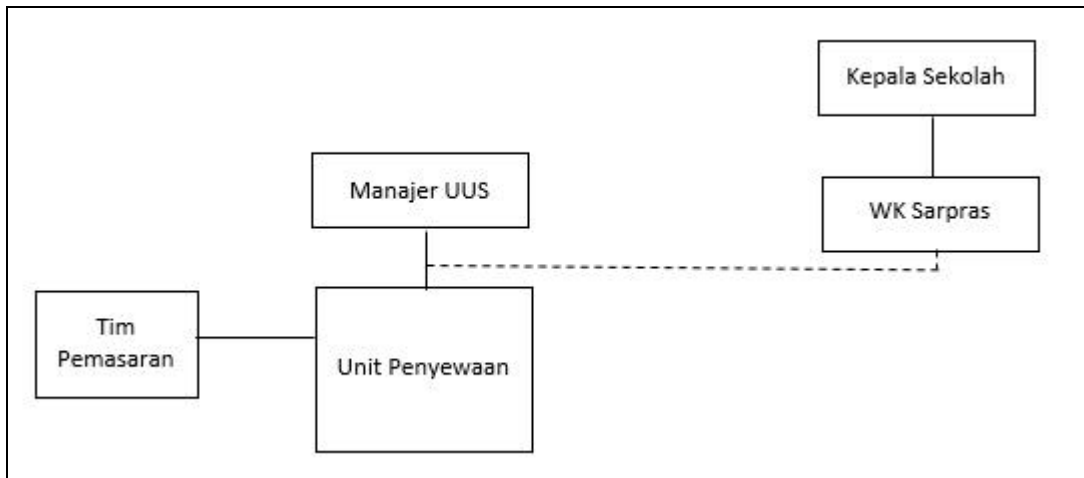 Kepala Sekolah
Manajer UUS
WK Sarpras
Tim
Pemasaran
Unit Penyewaan